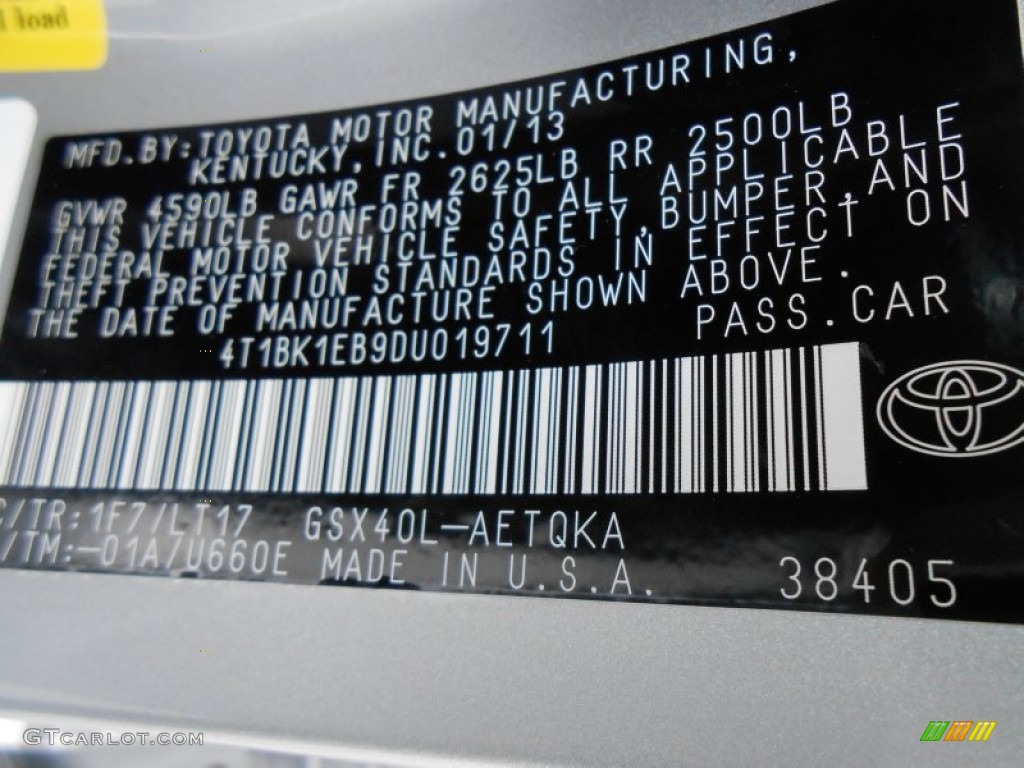 load
MFD.BY:TOYOTA MOTOR MANUFACTURING,
KENTUCKY,INC.01/13
GVWR 4590LB GAWR FR 2625LB RR 2500LB
THIS VEHICLE CONFORMS TO ALL APPLICABLE
FEDERAL MOTOR VEHICLE SAFETY,BUMPER,AND
THEFT PREVENTION STANDARDS IN EFFECT ON
THE DATE OF MANUFACTURE SHOWN ABOVE.
4T1BK1EB9DU019711 PASS.CAR
C/TR:1F7/LT17 GSX40L-AETQKA
/TM:-01A/U660E MADE IN U.S.A. 38405
GTCARLOT.COM